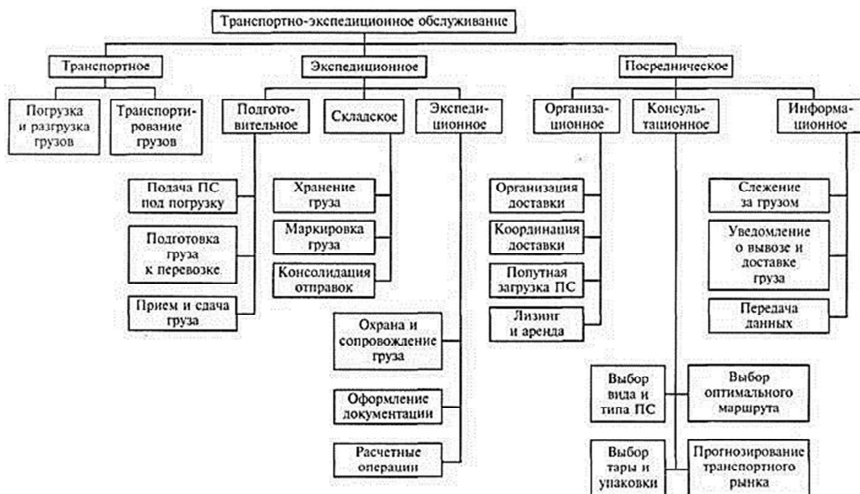 Транспортно-экспедиционное обслуживание
Транспортное
Экспедиционное
Посредническое
Погрузка
и разгрузка
грузов
Транспорти-
рование
грузов
Подгото-
вительное
Складское
Экспеди-
ционное
Организа-
ционное
Консуль-
тационное
Информа-
ционное
Подача ПС
под погрузку
Подготовка
груза
к перевозке
Прием и сдача
груза
Хранение
груза
Маркировка
груза
Консолидация
отправок
Охрана и
сопровождение
груза
Оформление
документации
Расчетные
операции
Организация
доставки
Координация
доставки
Попутная
загрузка ПС
Лизинг
и аренда
Выбор
вида и
типа ПС
Выбор
оптимального
маршрута
Выбор
тары и
упаковки
Прогнозирование
транспортного
рынка
Слежение
за грузом
Уведомление
о вывозе и
доставке
груза
Передача
данных